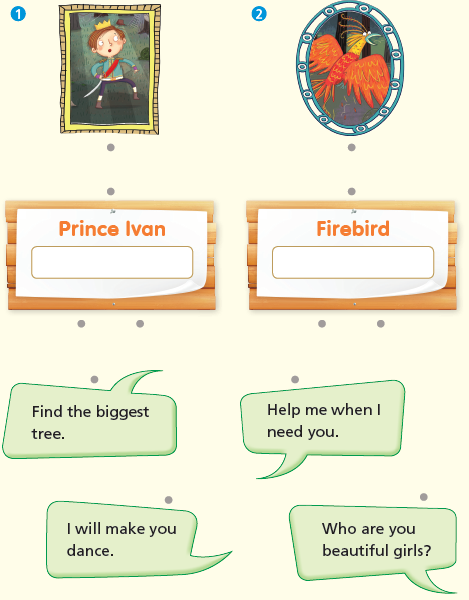 1
2
Prince Ivan
Firebird
Find the biggest
tree.
Help me when I
need you.
I will make you
dance.
Who are you
beautiful girls?